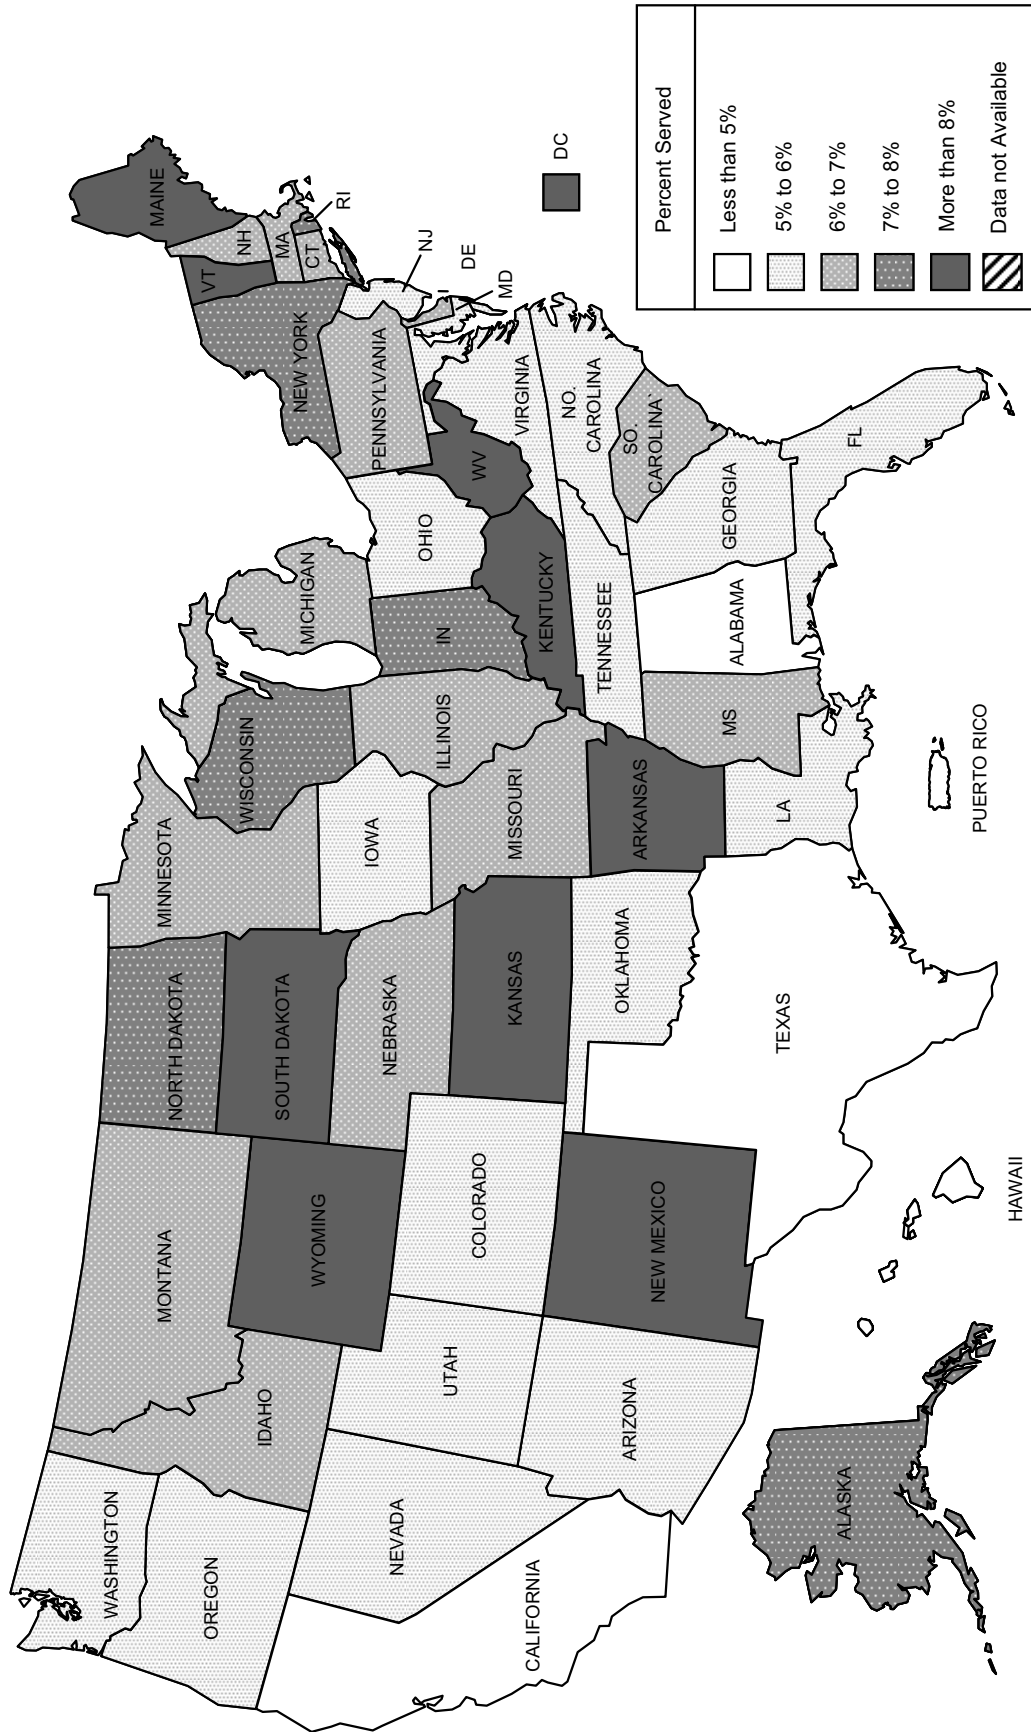 WASHINGTON
OREGON
CALIFORNIA
NEVADA
IDAHO
MONTANA
WYOMING
UTAH
ARIZONA
COLORADO
NEW MEXICO
NORTH DAKOTA
SOUTH DAKOTA
NEBRASKA
KANSAS
OKLAHOMA
TEXAS
MINNESOTA
IOWA
MISSOURI
ARKANSAS
LA
WISCONSIN
ILLINOIS
MICHIGAN
IN
OHIO
KENTUCKY
TENNESSEE
MS
ALABAMA
GEORGIA
FL
SO.
CAROLINA`
NO.
CAROLINA
VIRGINIA
WV
PENNSYLVANIA
NEW YORK
VT
NH
MAINE
MA
CT
RI
NJ
DE
MD
DC
ALASKA
HAWAII
PUERTO RICO
Percent Served
Less than 5%
5% to 6%
6% to 7%
7% to 8%
More than 8%
Data not Available